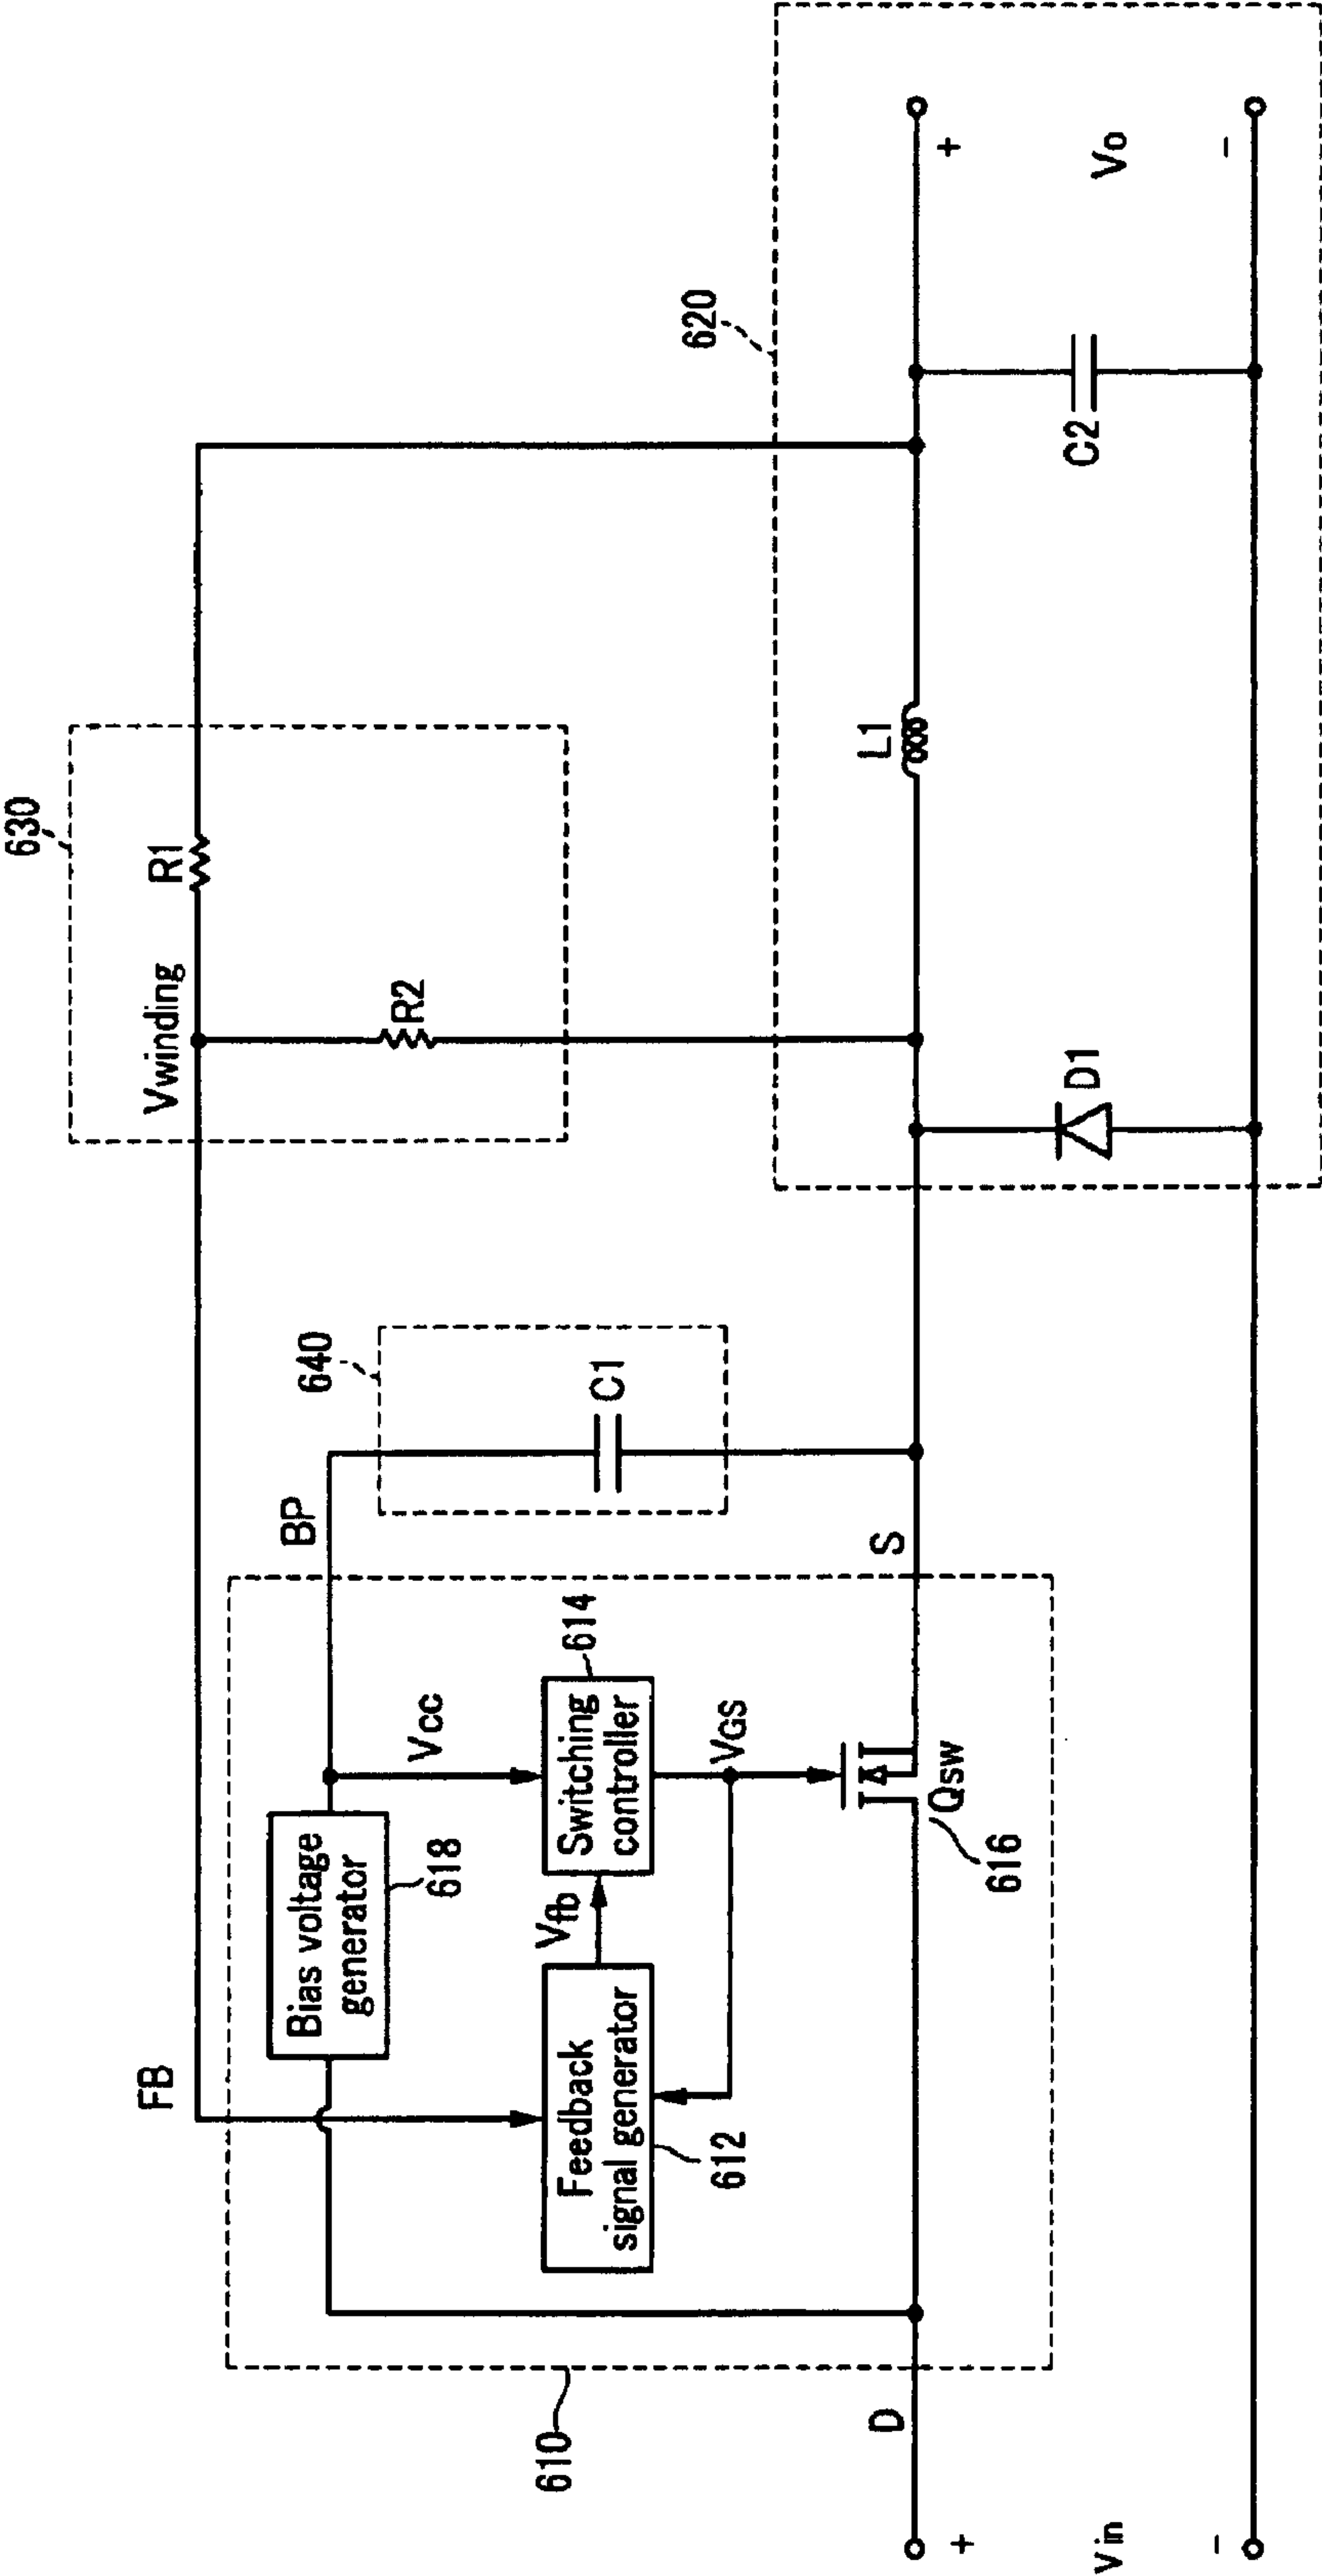 630
R1
Vwinding
R2
FB
BP
640
C1
Bias voltage
generator
618
Vcc
Feedback
signal generator
612
Vfb
Switching
controller
614
VGS
Qsw
616
610
D
S
620
L1
D1
C2
+
Vin
-
+
Vo
-